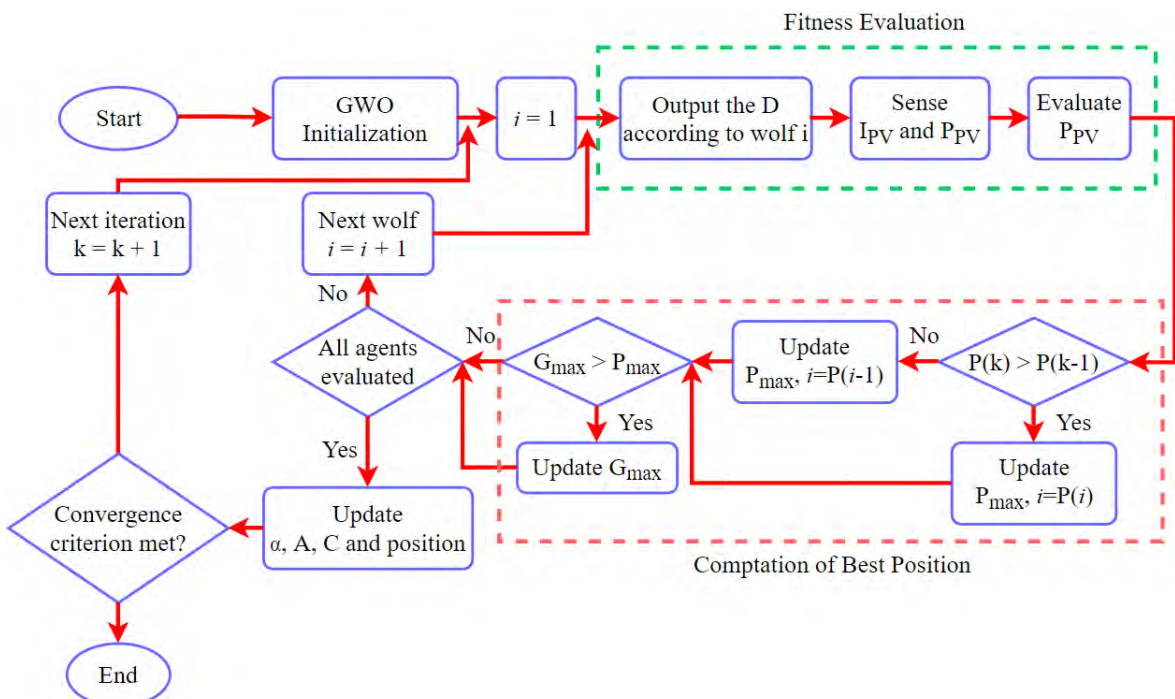 Fitness Evaluation
Start
GWO
Initialization
i = 1
Output the D
according to wolf i
Sense
IPV and PPV
Evaluate
PPV
Next iteration
k = k + 1
Next wolf
i = i + 1
No
All agents
evaluated
Yes
No
Gmax > Pmax
Yes
Update Gmax
Update
Pmax, i=P(i-1)
No
P(k) > P(k-1)
Yes
Update
Pmax, i=P(i)
Convergence
criterion met?
Update
α, A, C and position
Comptation of Best Position
End